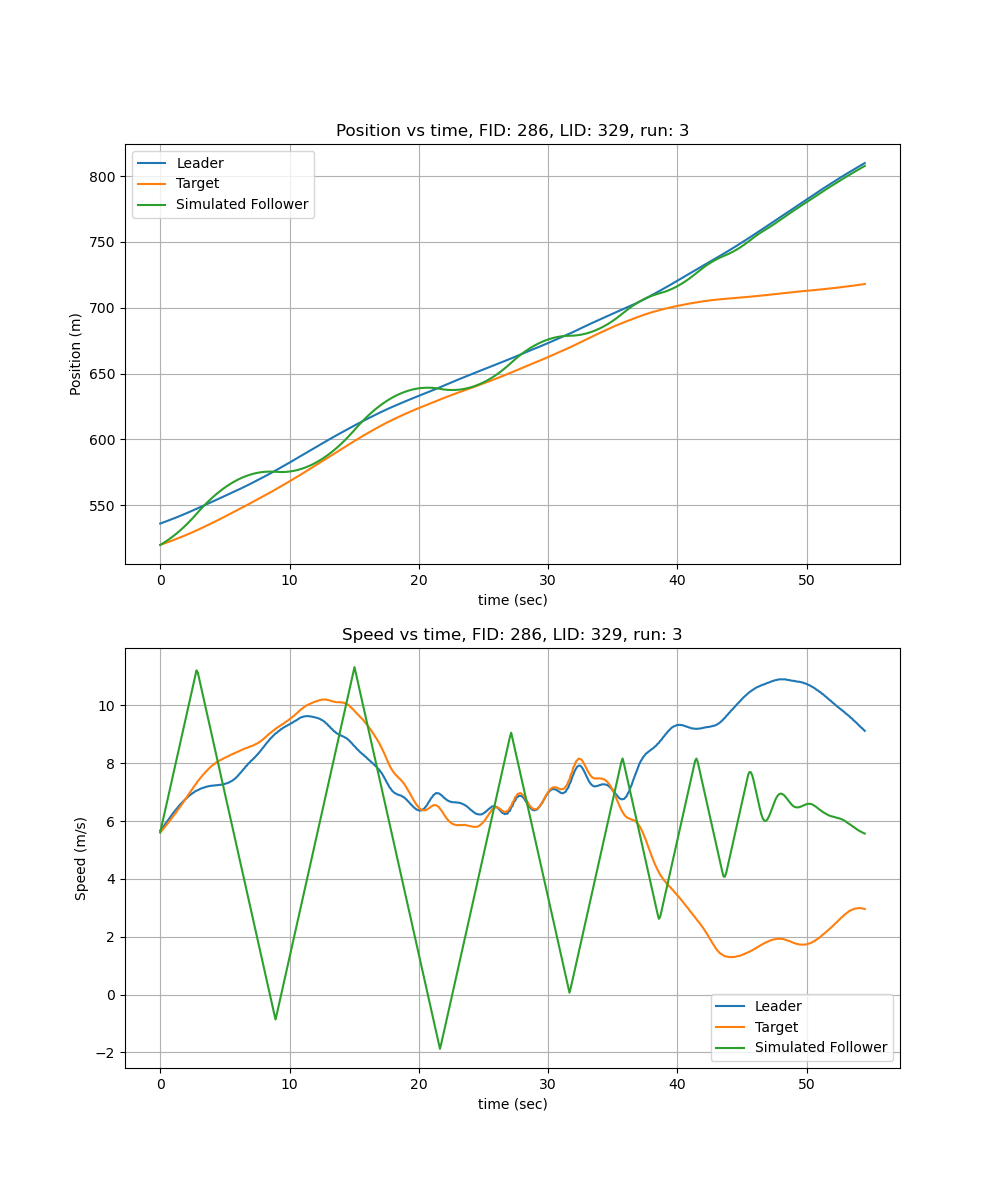 Position vs time, FID: 286, LID: 329, run: 3
Leader
Target
Simulated Follower
Position (m)
800
750
700
650
600
550
0 10 20 30 40 50
time (sec)
Speed vs time, FID: 286, LID: 329, run: 3
Speed (m/s)
10
8
6
4
2
0
−2
Leader
Target
Simulated Follower
0 10 20 30 40 50
time (sec)